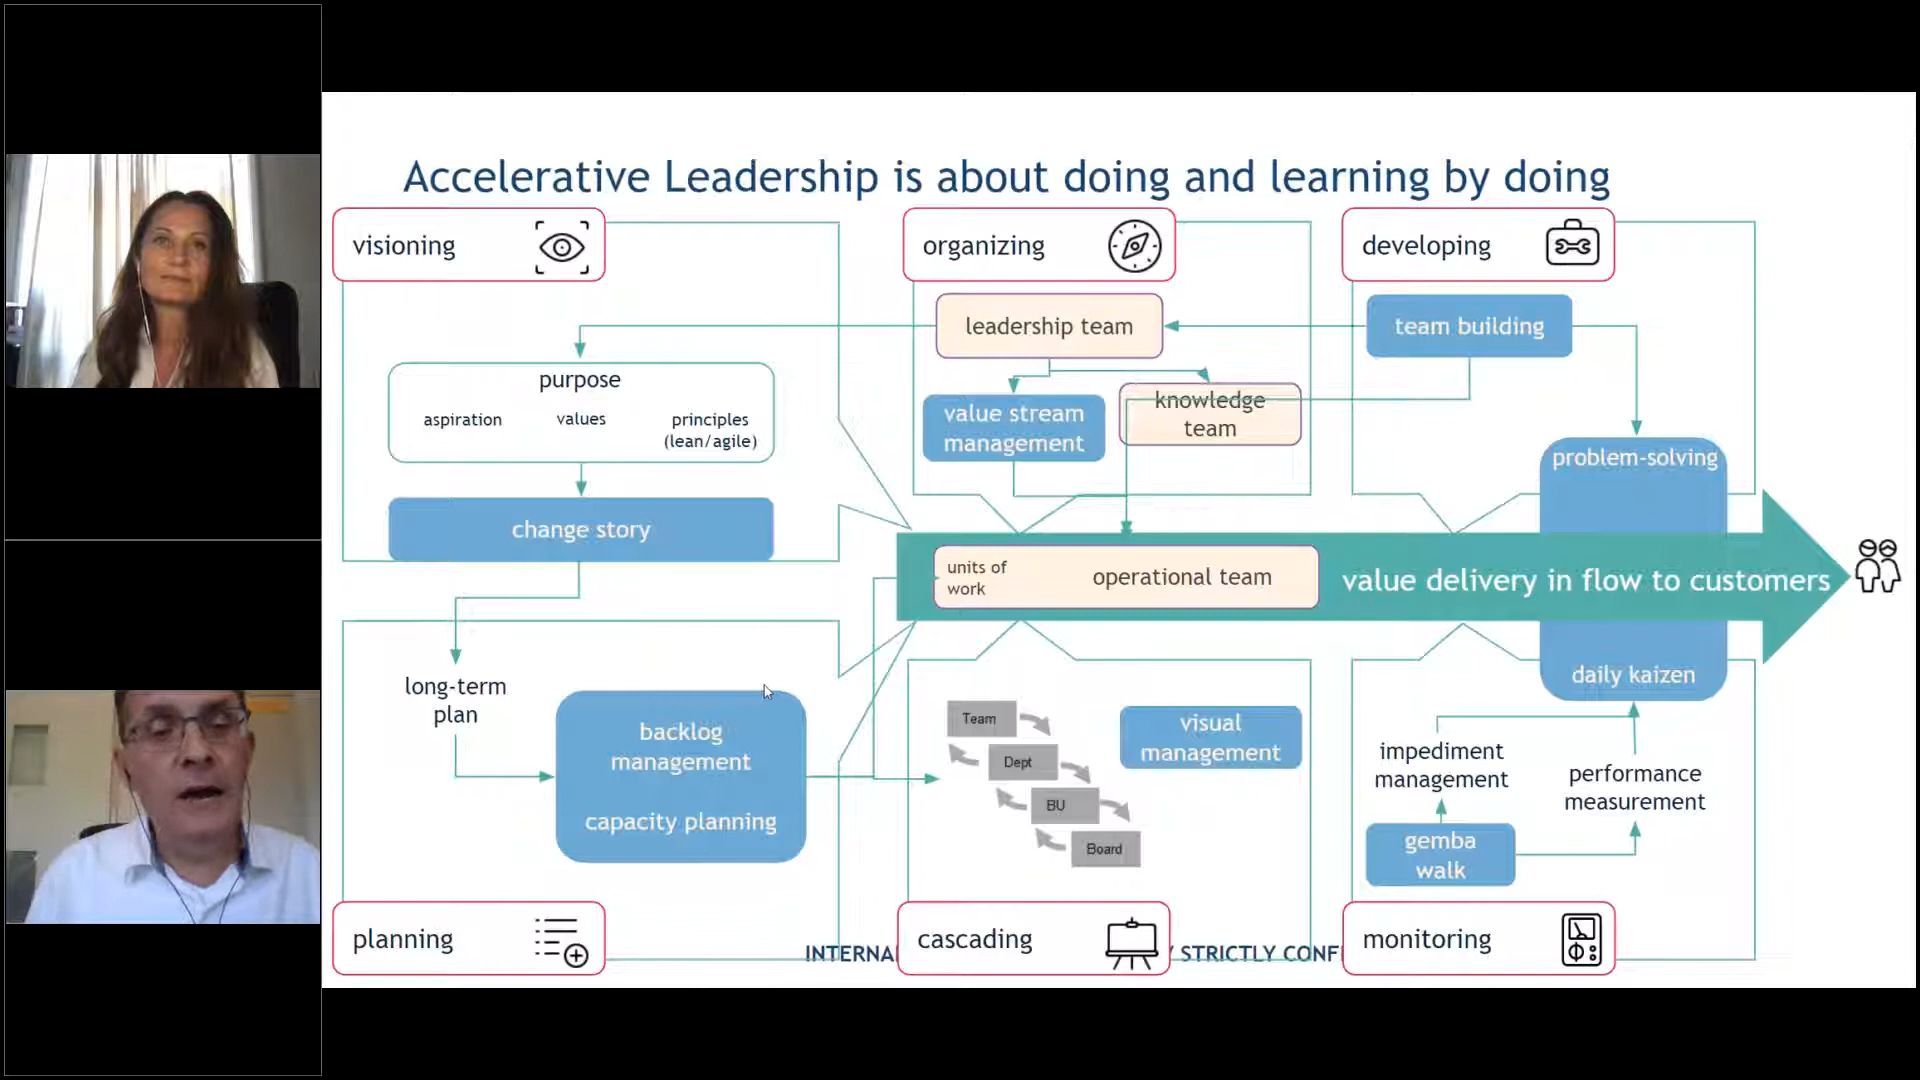 Accelerative Leadership is about doing and learning by doing
visioning
organizing
developing
leadership team
team building
purpose
aspiration
values
principles
(lean/agile)
value stream
management
knowledge
team
problem-solving
change story
units of
work
operational team
value delivery in flow to customers
long-term
plan
backlog
management
capacity planning
Team
Dept
BU
Board
visual
management
daily kaizen
impediment
management
performance
measurement
gemba
walk
planning
cascading
monitoring
STRICTLY